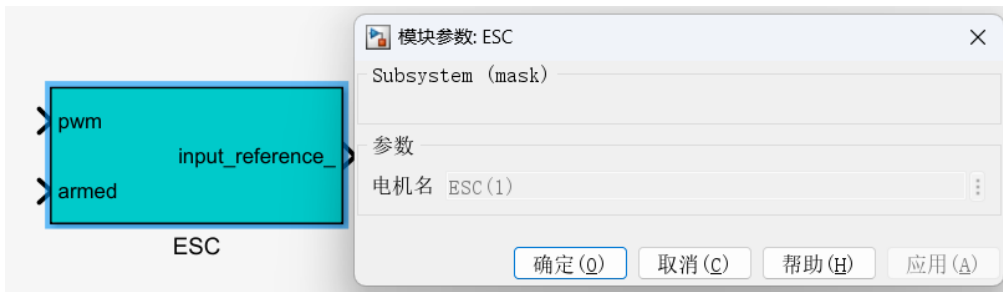 pwm
input_reference_
armed
ESC
模块参数: ESC
Subsystem (mask)
参数
电机名 ESC(1)
确定(O) 取消(C) 帮助(H) 应用(A)